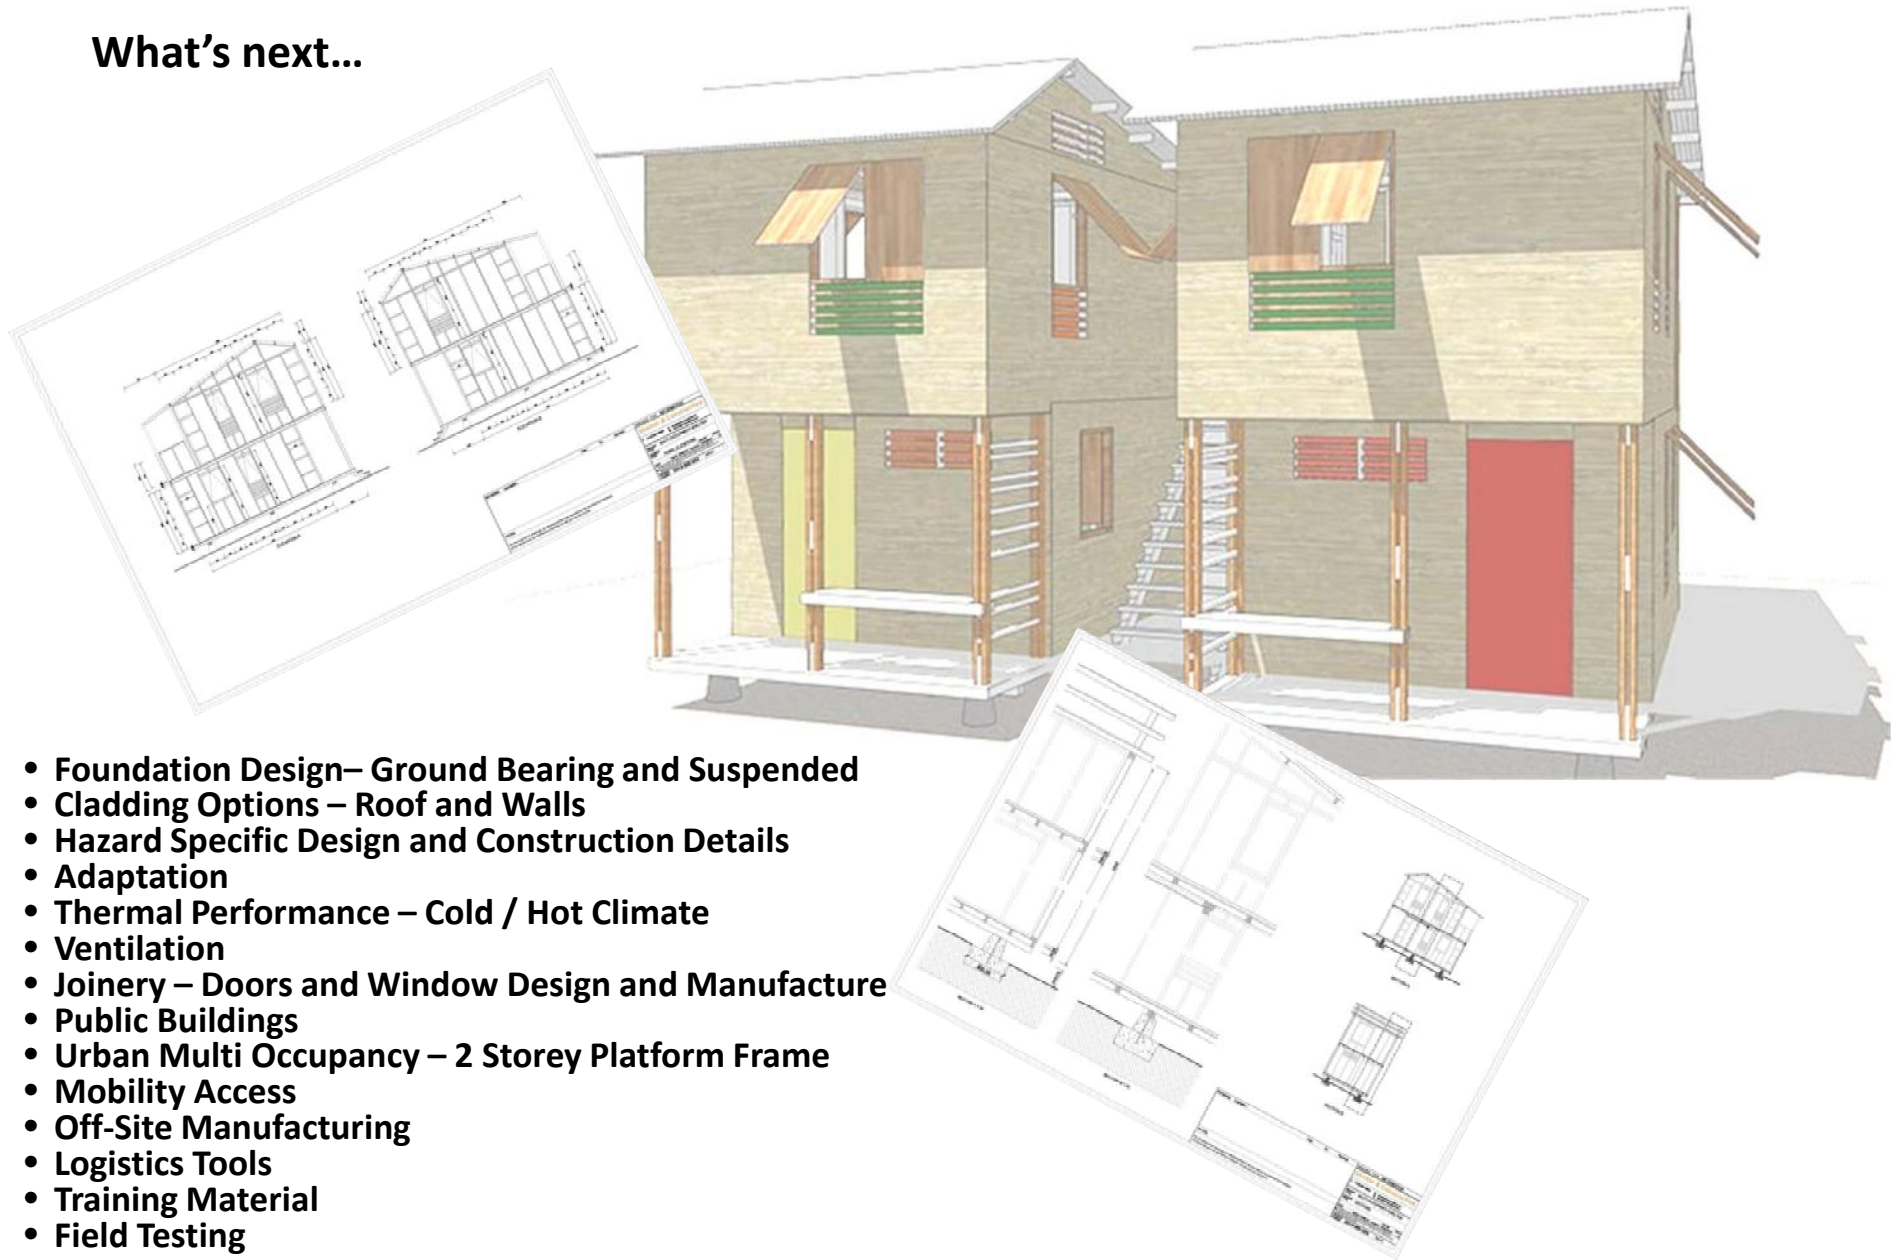 What's next...
• Foundation Design– Ground Bearing and Suspended
• Cladding Options – Roof and Walls
• Hazard Specific Design and Construction Details
• Adaptation
• Thermal Performance – Cold / Hot Climate
• Ventilation
• Joinery – Doors and Window Design and Manufacture
• Public Buildings
• Urban Multi Occupancy – 2 Storey Platform Frame
• Mobility Access
• Off-Site Manufacturing
• Logistics Tools
• Training Material
• Field Testing